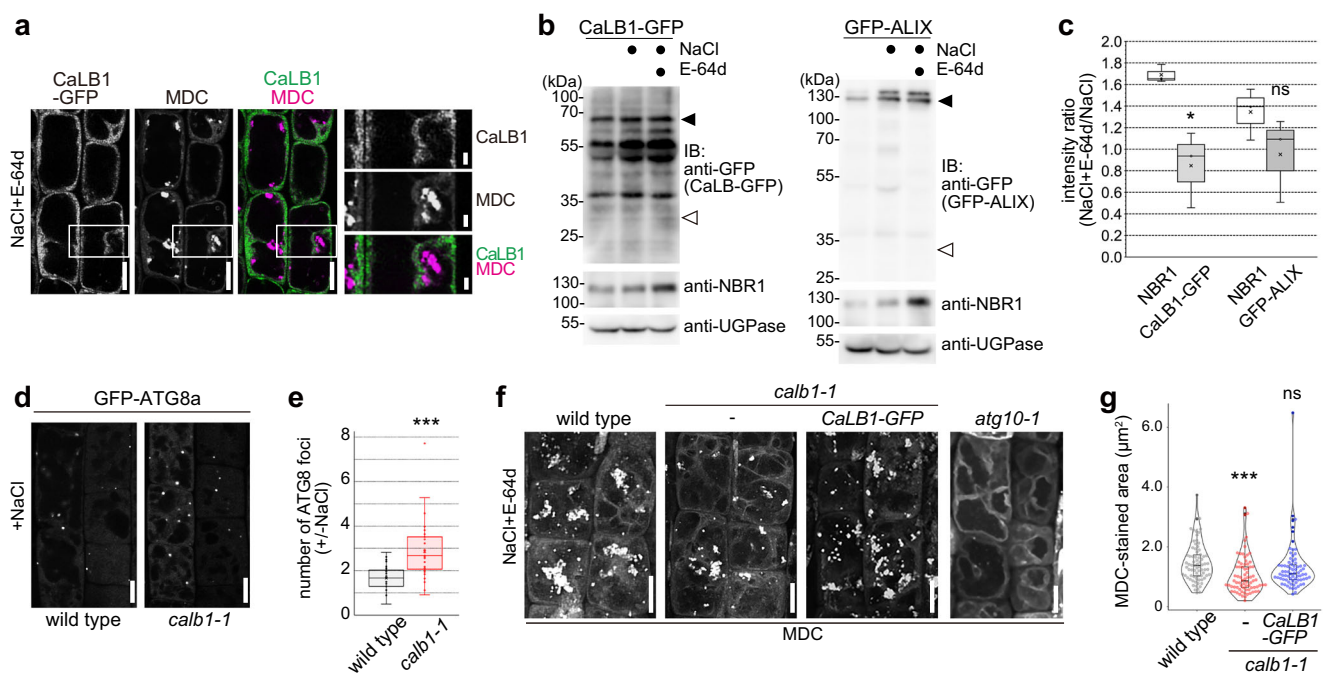 a
CaLB1
-GFP
MDC
CaLB1
MDC
NaCl+E-64d
CaLB1
MDC
CaLB1
MDC
b
CaLB1-GFP
NaCl
E-64d
(kDa)
100-
70-
55-
35-
25-
IB:
anti-GFP
(CaLB-GFP)
130-
100-
anti-NBR1
55-
anti-UGPase
GFP-ALIX
NaCl
E-64d
(kDa)
130-
100-
70-
55-
35-
25-
IB:
anti-GFP
(GFP-ALIX)
130-
100-
anti-NBR1
55-
anti-UGPase
c
intensity ratio
(NaCl+E-64d/NaCl)
2.0
1.8
1.6
1.4
1.2
1.0
0.8
0.6
0.4
0.2
0.0
*
ns
NBR1
CaLB1-GFP
NBR1
GFP-ALIX
d
GFP-ATG8a
+NaCl
wild type
calb1-1
e
number of ATG8 foci
(+/-NaCl)
8
6
4
2
0
***
wild type
calb1-1
f
calb1-1
wild type
-
CaLB1-GFP
atg10-1
NaCl+E-64d
MDC
g
MDC-stained area (μm²)
6.0
4.0
2.0
0
***
ns
wild type
-
CaLB1
-GFP
calb1-1